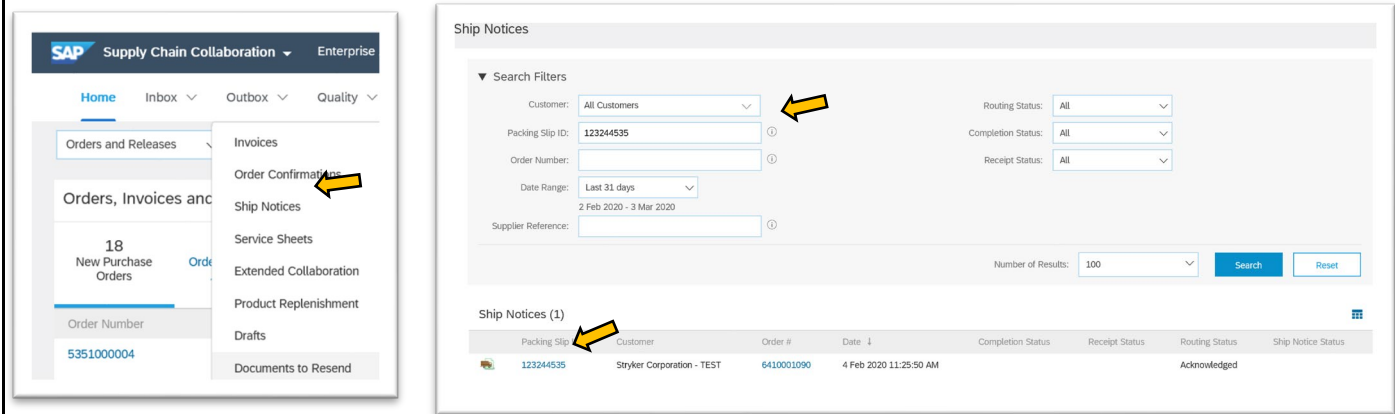 SAP Supply Chain Collaboration Enterprise
Home Inbox Outbox Quality
Orders and Releases
Invoices
Order Confirmations
Orders, Invoices and
Ship Notices
Service Sheets
18
New Purchase
Orders
Orde
Extended Collaboration
Product Replenishment
Order Number
Drafts
5351000004
Documents to Resend
Ship Notices
▼ Search Filters
Customer: All Customers
Routing Status: All
Packing Slip ID: 123244535
Completion Status: All
Order Number:
Receipt Status: All
Date Range: Last 31 days
2 Feb 2020 - 3 Mar 2020
Supplier Reference:
Number of Results: 100 Search Reset
Ship Notices (1)
Packing Slip Customer Order # Date ↓ Completion Status Receipt Status Routing Status Ship Notice Status
123244535 Stryker Corporation - TEST 6410001090 4 Feb 2020 11:25:50 AM Acknowledged